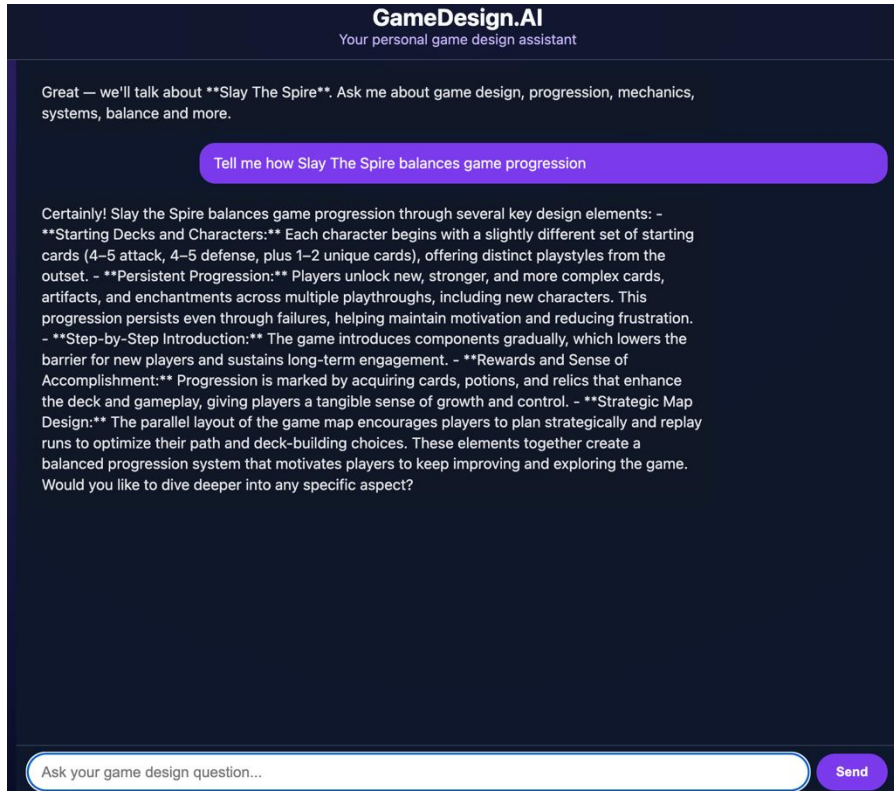 GameDesign.AI
Your personal game design assistant
Great — we'll talk about **Slay The Spire**. Ask me about game design, progression, mechanics,
systems, balance and more.
Tell me how Slay The Spire balances game progression
Certainly! Slay the Spire balances game progression through several key design elements: -
**Starting Decks and Characters:** Each character begins with a slightly different set of starting
cards (4–5 attack, 4–5 defense, plus 1–2 unique cards), offering distinct playstyles from the
outset. - **Persistent Progression:** Players unlock new, stronger, and more complex cards,
artifacts, and enchantments across multiple playthroughs, including new characters. This
progression persists even through failures, helping maintain motivation and reducing frustration.
- **Step-by-Step Introduction:** The game introduces components gradually, which lowers the
barrier for new players and sustains long-term engagement. - **Rewards and Sense of
Accomplishment:** Progression is marked by acquiring cards, potions, and relics that enhance
the deck and gameplay, giving players a tangible sense of growth and control. - **Strategic Map
Design:** The parallel layout of the game map encourages players to plan strategically and replay
runs to optimize their path and deck-building choices. These elements together create a
balanced progression system that motivates players to keep improving and exploring the game.
Would you like to dive deeper into any specific aspect?
Ask your game design question...
Send